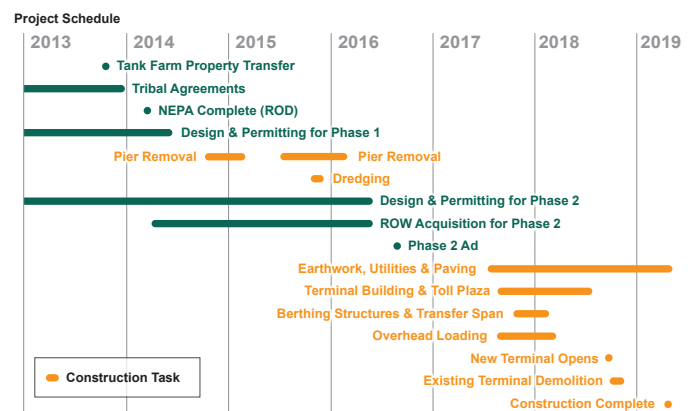 Project Schedule
2013 2014 2015 2016 2017 2018 2019
Tank Farm Property Transfer
Tribal Agreements
NEPA Complete (ROD)
Design & Permitting for Phase 1
Pier Removal Pier Removal
Dredging
Design & Permitting for Phase 2
ROW Acquisition for Phase 2
Phase 2 Ad
Earthwork, Utilities & Paving
Terminal Building & Toll Plaza
Berthing Structures & Transfer Span
Overhead Loading
New Terminal Opens
Construction Task
Existing Terminal Demolition
Construction Complete